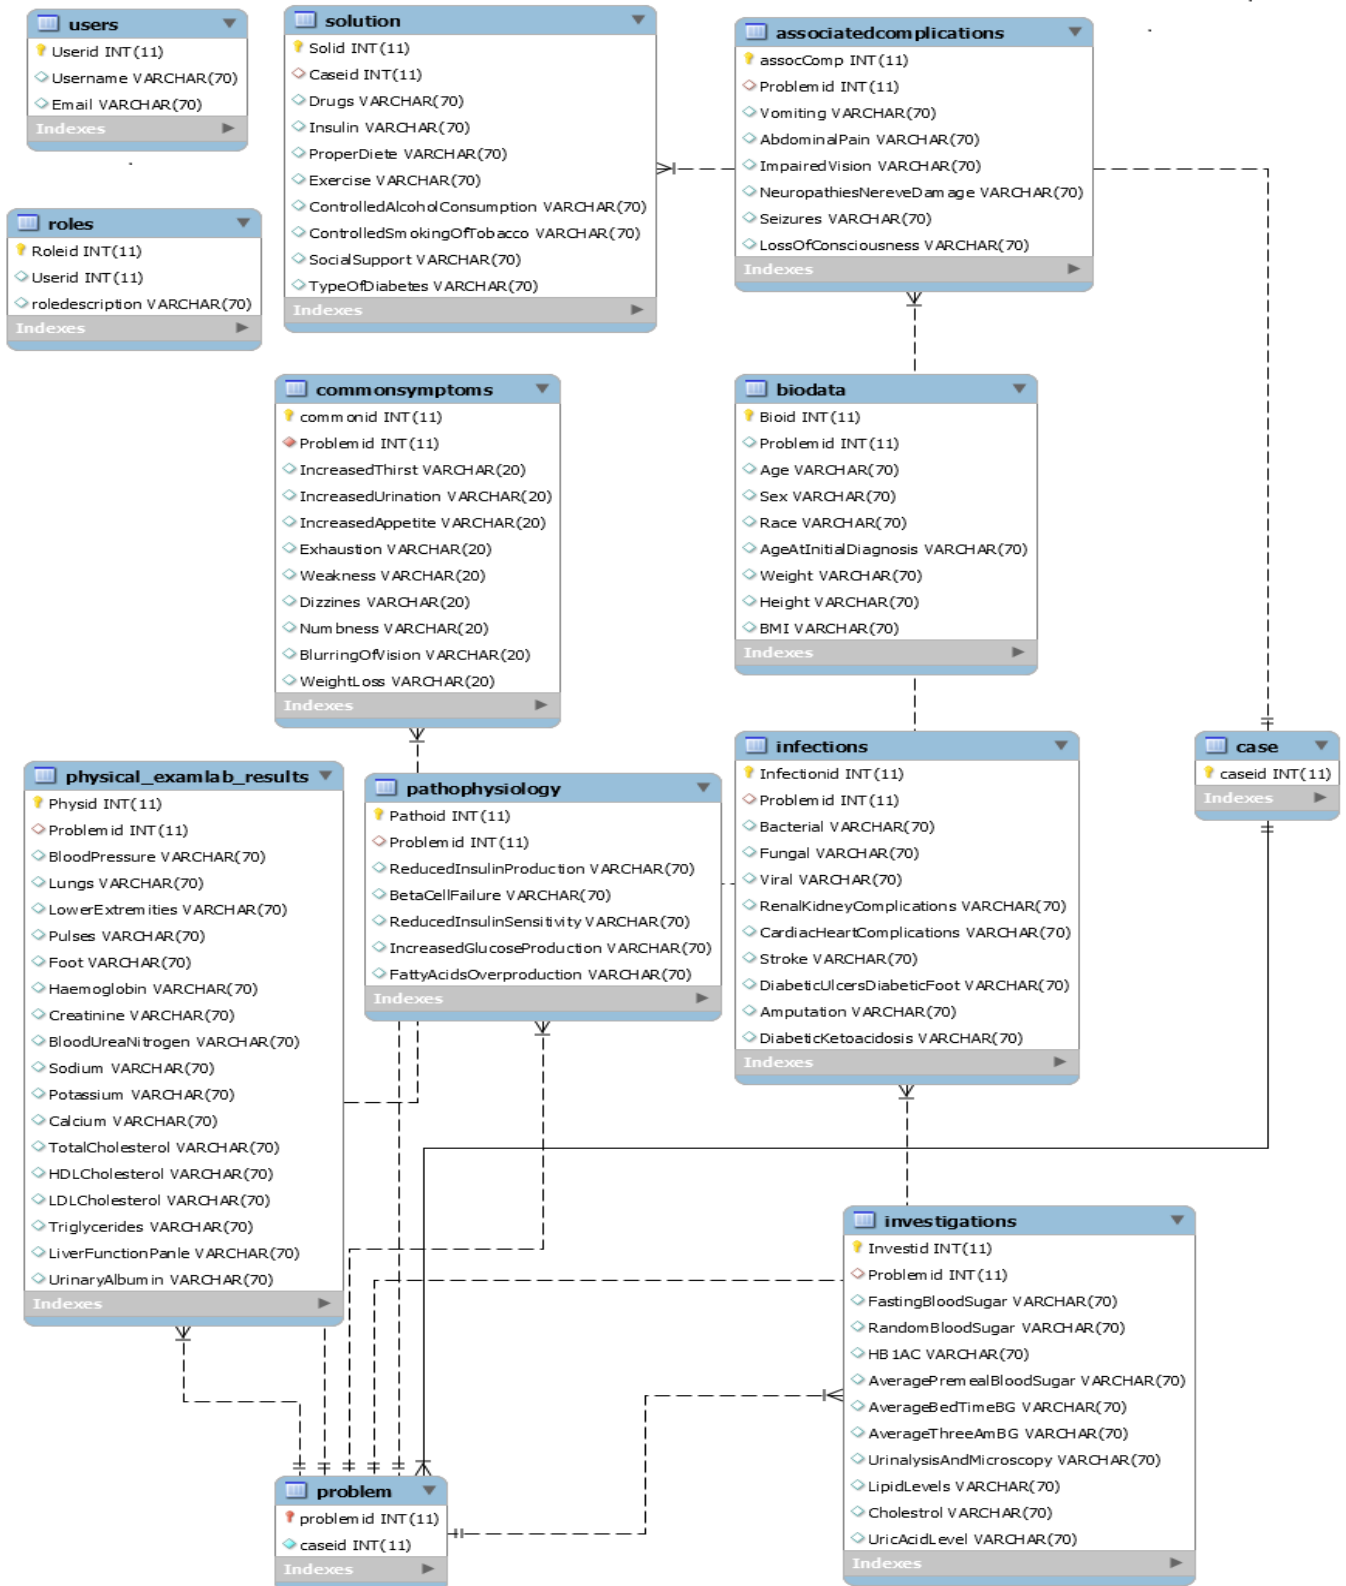 users
Userid INT(11)
Username VARCHAR(70)
Email VARCHAR(70)
Indexes
solution
Solid INT(11)
Caseid INT(11)
Drugs VARCHAR(70)
Insulin VARCHAR(70)
ProperDiete VARCHAR(70)
Exercise VARCHAR(70)
ControlledAlcoholConsumption VARCHAR(70)
ControlledSmokingOfTobacco VARCHAR(70)
SocialSupport VARCHAR(70)
TypeOfDiabetes VARCHAR(70)
Indexes
associatedcomplications
assocComp INT(11)
Problemid INT(11)
Vomiting VARCHAR(70)
AbdominalPain VARCHAR(70)
ImpairedVision VARCHAR(70)
NeuropathiesNereveDamage VARCHAR(70)
Seizures VARCHAR(70)
LossOfConsciousness VARCHAR(70)
Indexes
roles
Roleid INT(11)
Userid INT(11)
roledescription VARCHAR(70)
Indexes
commonsymptoms
commonid INT(11)
Problemid INT(11)
IncreasedThirst VARCHAR(20)
IncreasedUrination VARCHAR(20)
IncreasedAppetite VARCHAR(20)
Exhaustion VARCHAR(20)
Weakness VARCHAR(20)
Dizzines VARCHAR(20)
Numbness VARCHAR(20)
BlurringOfVision VARCHAR(20)
WeightLoss VARCHAR(20)
Indexes
biodata
Bioid INT(11)
Problemid INT(11)
Age VARCHAR(70)
Sex VARCHAR(70)
Race VARCHAR(70)
AgeAtInitialDiagnosis VARCHAR(70)
Weight VARCHAR(70)
Height VARCHAR(70)
BMI VARCHAR(70)
Indexes
physical_examlab_results
Physid INT(11)
Problemid INT(11)
BloodPressure VARCHAR(70)
Lungs VARCHAR(70)
LowerExtremities VARCHAR(70)
Pulses VARCHAR(70)
Foot VARCHAR(70)
Haemoglobin VARCHAR(70)
Creatinine VARCHAR(70)
BloodUreaNitrogen VARCHAR(70)
Sodium VARCHAR(70)
Potassium VARCHAR(70)
Calcium VARCHAR(70)
TotalCholesterol VARCHAR(70)
HDLCholesterol VARCHAR(70)
LDLCholesterol VARCHAR(70)
Triglycerides VARCHAR(70)
LiverFunctionPanle VARCHAR(70)
UrinaryAlbumin VARCHAR(70)
Indexes
pathophysiology
Pathoid INT(11)
Problemid INT(11)
ReducedInsulinProduction VARCHAR(70)
BetaCellFailure VARCHAR(70)
ReducedInsulinSensitivity VARCHAR(70)
IncreasedGlucoseProduction VARCHAR(70)
FattyAcidsOverproduction VARCHAR(70)
Indexes
infections
Infectionid INT(11)
Problemid INT(11)
Bacterial VARCHAR(70)
Fungal VARCHAR(70)
Viral VARCHAR(70)
RenalKidneyComplications VARCHAR(70)
CardiacHeartComplications VARCHAR(70)
Stroke VARCHAR(70)
DiabeticUlcersDiabeticFoot VARCHAR(70)
Amputation VARCHAR(70)
DiabeticKetoacidosis VARCHAR(70)
Indexes
case
caseid INT(11)
Indexes
investigations
Investid INT(11)
Problemid INT(11)
FastingBloodSugar VARCHAR(70)
RandomBloodSugar VARCHAR(70)
HB1AC VARCHAR(70)
AveragePremealBloodSugar VARCHAR(70)
AverageBedTimeBG VARCHAR(70)
AverageThreeAmBG VARCHAR(70)
UrinalysisAndMicroscopy VARCHAR(70)
LipidLevels VARCHAR(70)
Cholestrol VARCHAR(70)
UricAcidLevel VARCHAR(70)
Indexes
problem
problemid INT(11)
caseid INT(11)
Indexes